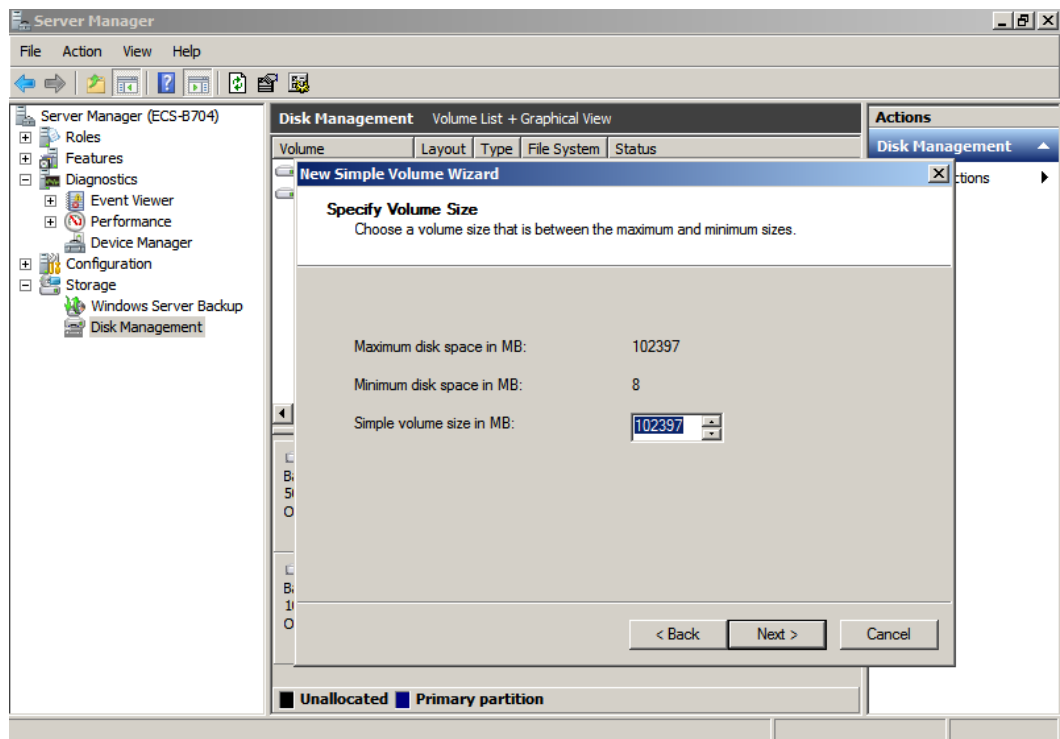 Server Manager
File Action View Help
Server Manager (ECS-B704)
Roles
Features
Diagnostics
Event Viewer
Performance
Device Manager
Configuration
Storage
Windows Server Backup
Disk Management
Disk Management Volume List + Graphical View
Volume Layout Type File System Status
New Simple Volume Wizard
Specify Volume Size
Choose a volume size that is between the maximum and minimum sizes.
Maximum disk space in MB: 102397
Minimum disk space in MB: 8
Simple volume size in MB: 102397
< Back Next > Cancel
Unallocated Primary partition
Actions
Disk Management